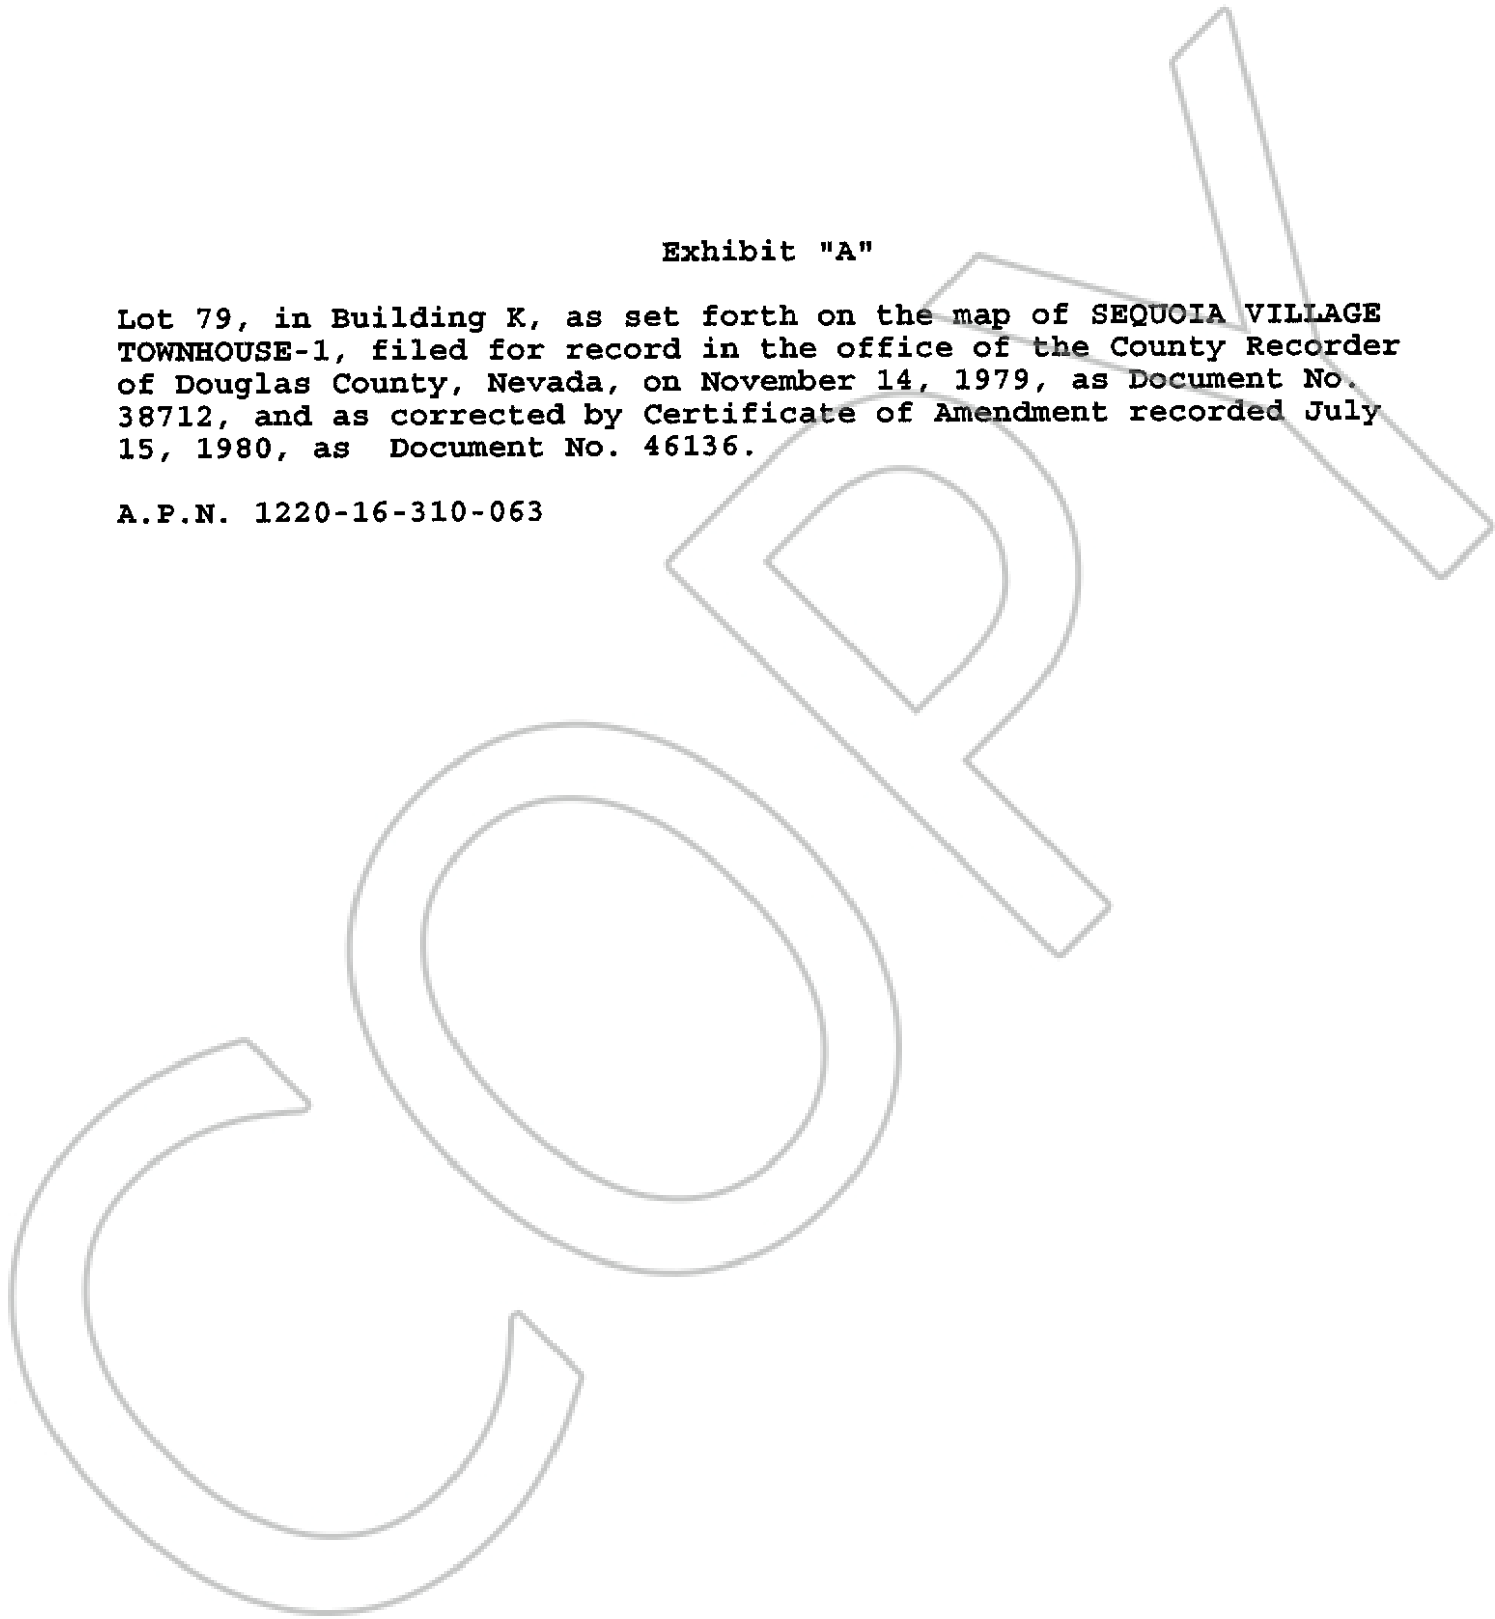 Exhibit "A"
Lot 79, in Building K, as set forth on the map of SEQUOIA VILLAGE
TOWNHOUSE-1, filed for record in the office of the County Recorder
of Douglas County, Nevada, on November 14, 1979, as Document No.
38712, and as corrected by Certificate of Amendment recorded July
15, 1980, as  Document No. 46136.
A.P.N. 1220-16-310-063
COPY